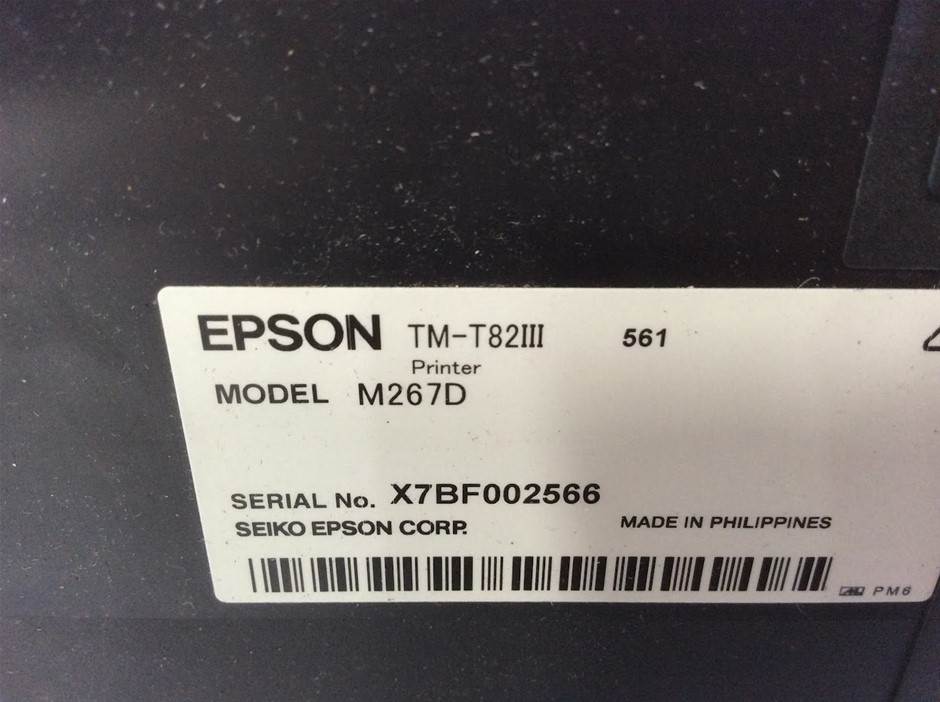 EPSON TM-T82III 561
Printer
MODEL M267D
SERIAL No. X7BF002566
SEIKO EPSON CORP.
MADE IN PHILIPPINES
PM6